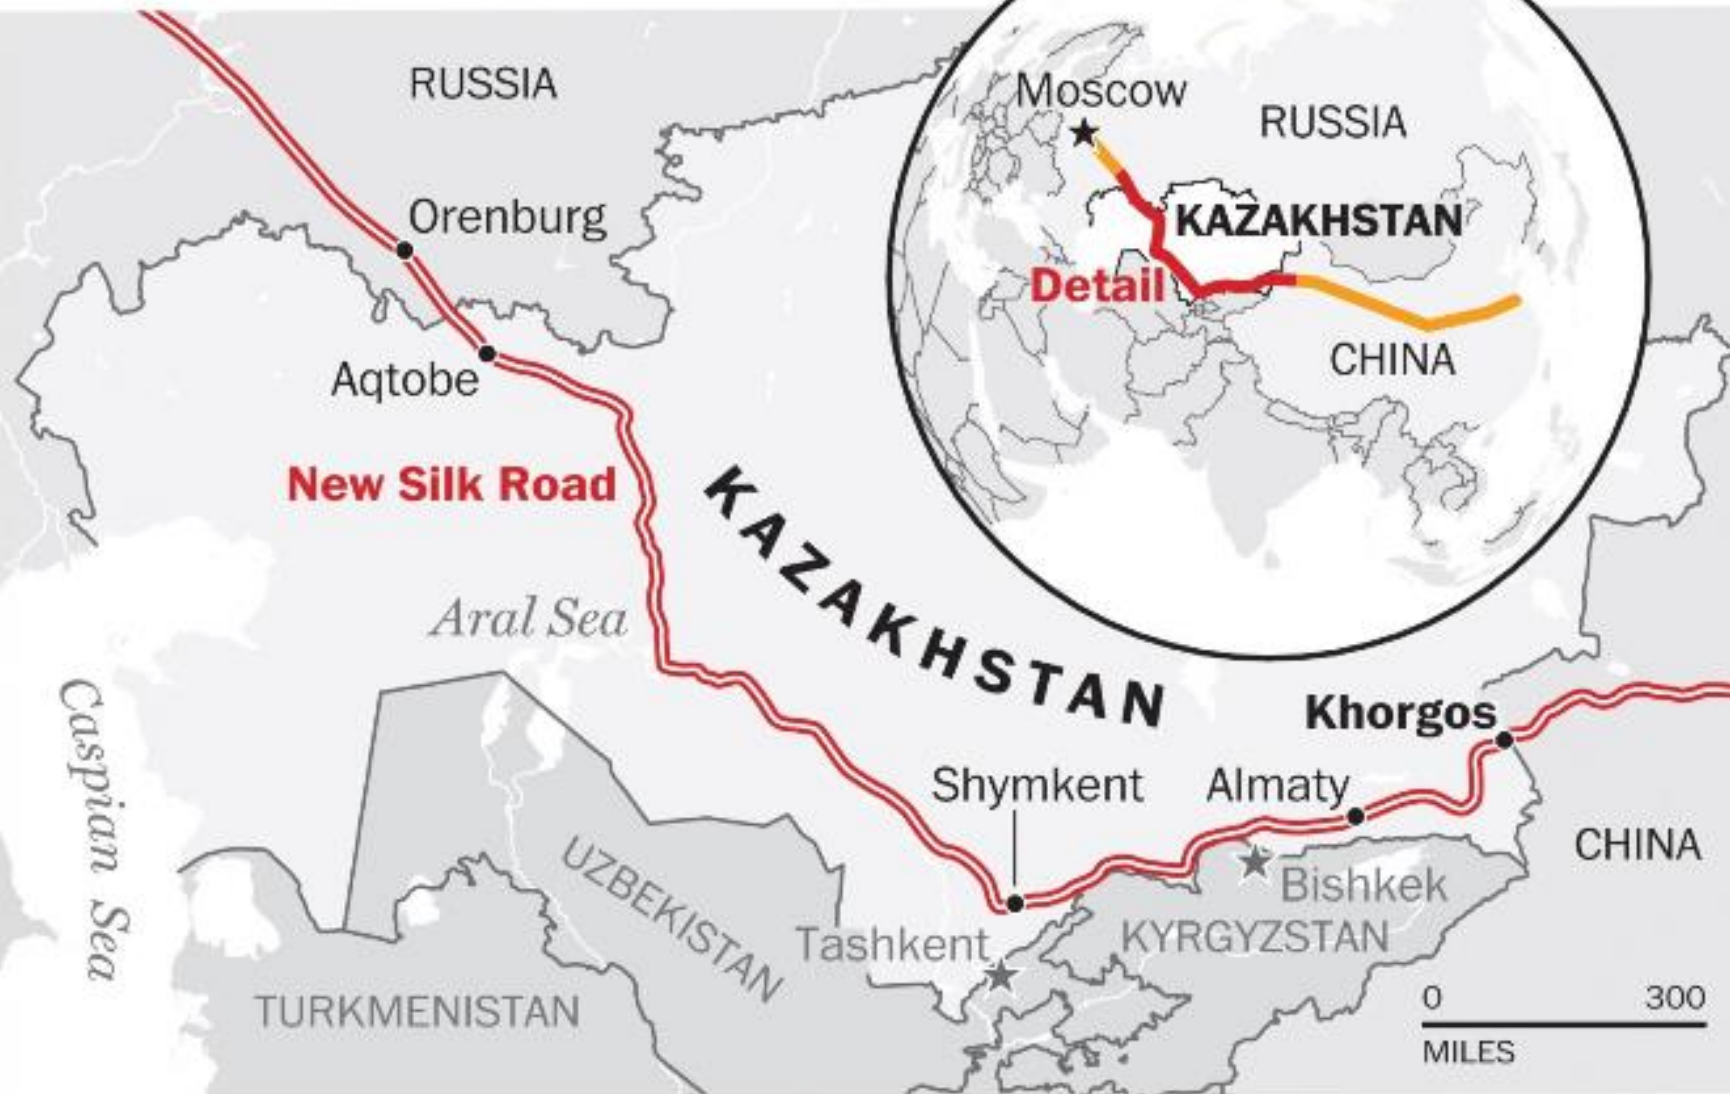 RUSSIA
Moscow
RUSSIA
KAZAKHSTAN
Detail
CHINA
Orenburg
Aqtobe
New Silk Road
KAZAKHSTAN
Aral Sea
Caspian Sea
Khorgos
Shymkent
Almaty
CHINA
UZBEKISTAN
Bishkek
Tashkent
KYRGYZSTAN
TURKMENISTAN
0 300
MILES